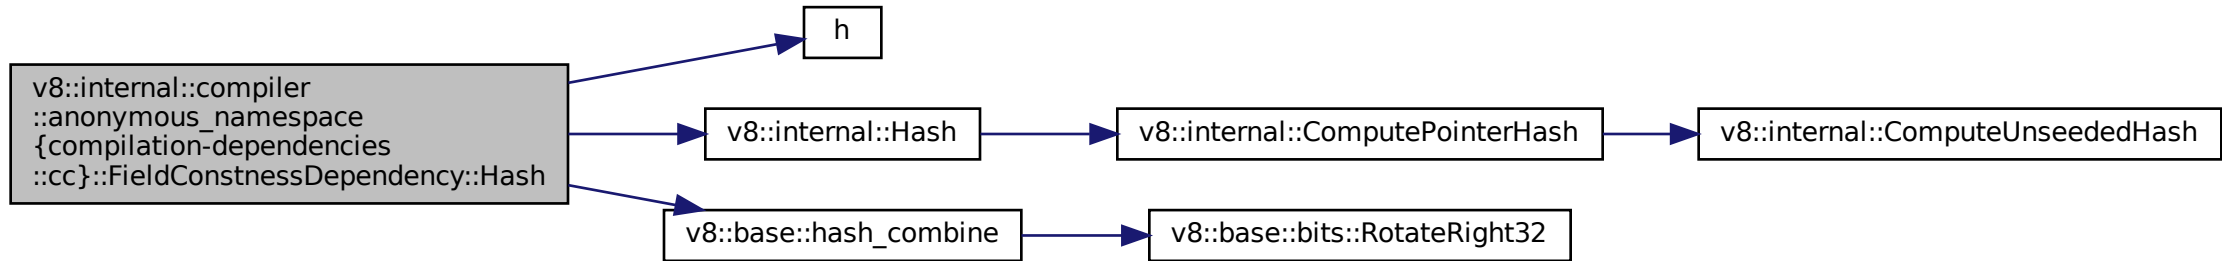 h
v8::internal::compiler
::anonymous_namespace
{compilation-dependencies
::cc}::FieldConstnessDependency::Hash
v8::internal::Hash
v8::internal::ComputePointerHash
v8::internal::ComputeUnseededHash
v8::base::hash_combine
v8::base::bits::RotateRight32